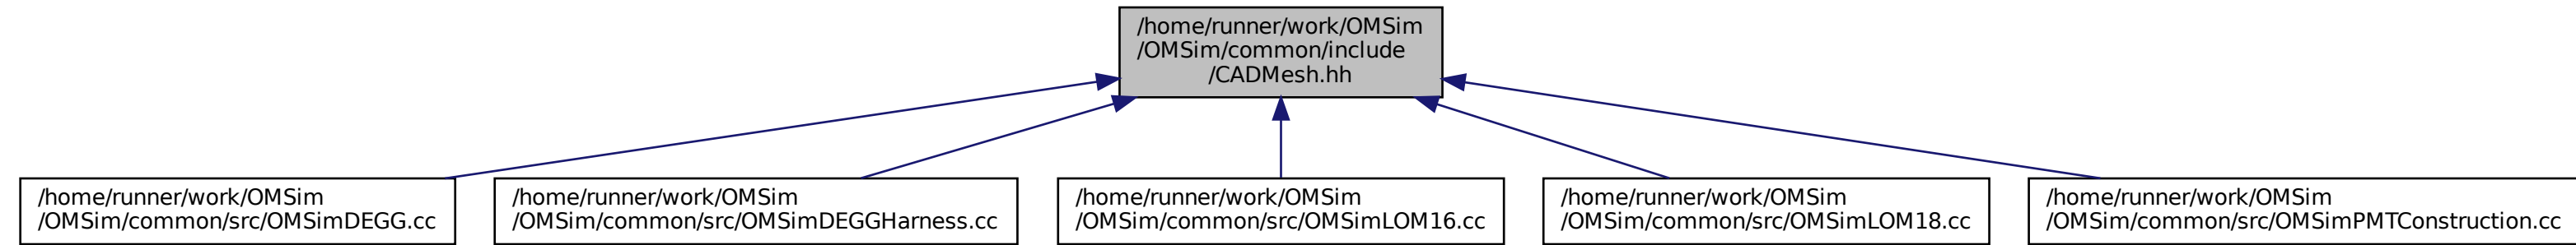 /home/runner/work/OMSim
/OMSim/common/include
/CADMesh.hh
/home/runner/work/OMSim
/OMSim/common/src/OMSimDEGG.cc
/home/runner/work/OMSim
/OMSim/common/src/OMSimDEGGHarness.cc
/home/runner/work/OMSim
/OMSim/common/src/OMSimLOM16.cc
/home/runner/work/OMSim
/OMSim/common/src/OMSimLOM18.cc
/home/runner/work/OMSim
/OMSim/common/src/OMSimPMTConstruction.cc